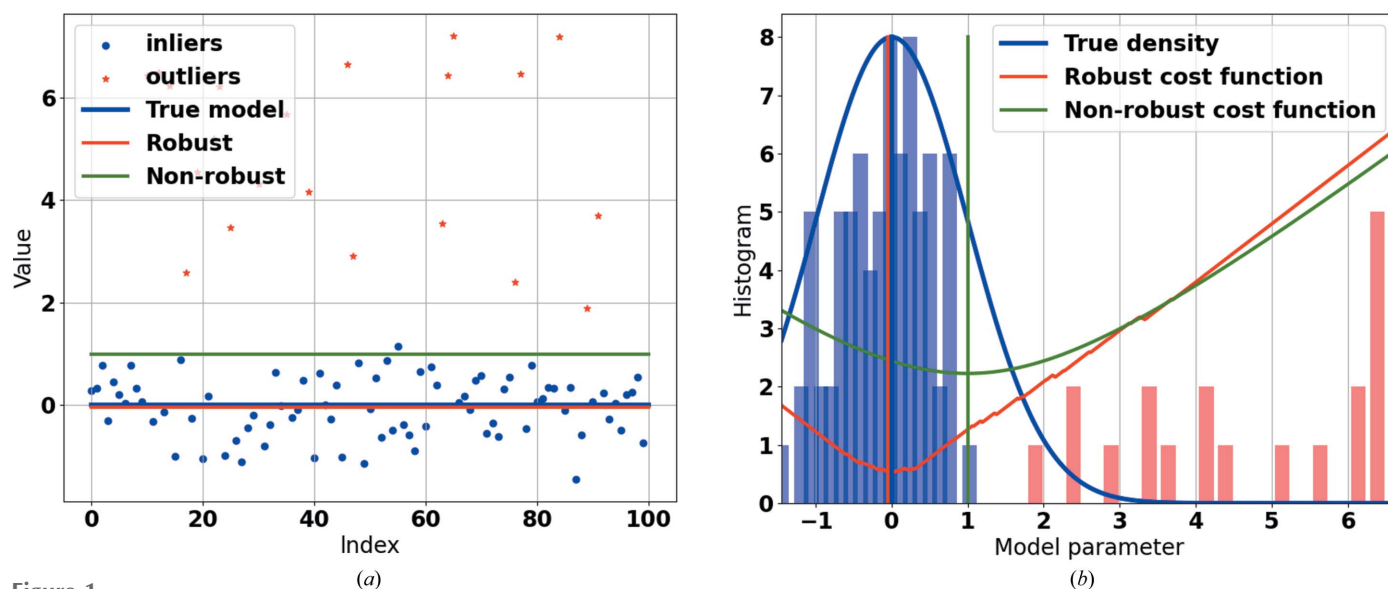 inliers
outliers
True model
Robust
Non-robust
6
4
2
0
Value
0 20 40 60 80 100
Index
(a)
True density
Robust cost function
Non-robust cost function
8
7
6
5
4
3
2
1
0
Histogram
−1 0 1 2 3 4 5 6
Model parameter
(b)
Figure 1